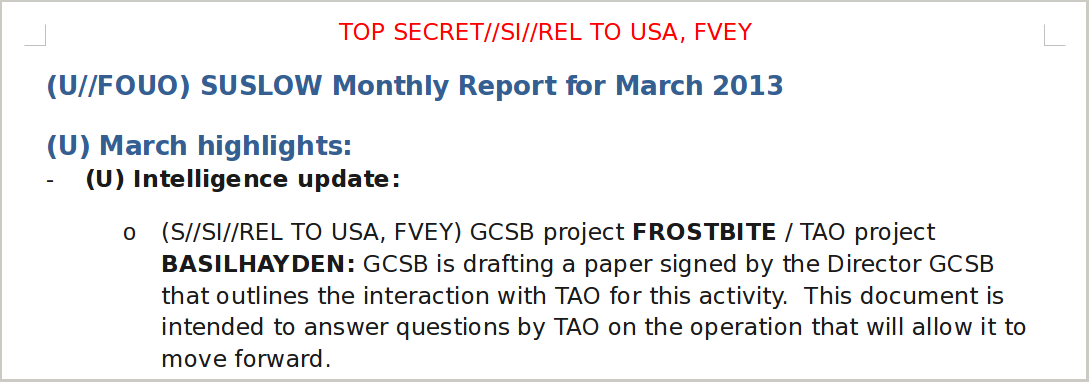 TOP SECRET//SI//REL TO USA, FVEY
(U//FOUO) SUSLOW Monthly Report for March 2013
(U) March highlights:
- (U) Intelligence update:
o (S//SI//REL TO USA, FVEY) GCSB project FROSTBITE / TAO project
BASILHAYDEN: GCSB is drafting a paper signed by the Director GCSB
that outlines the interaction with TAO for this activity.  This document is
intended to answer questions by TAO on the operation that will allow it to
move forward.